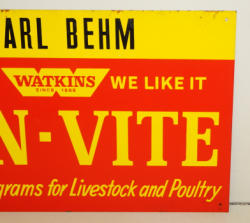 ARL BEHM
WATKINS WE LIKE IT
SINCE 1868
N-VITE
grams for Livestock and Poultry